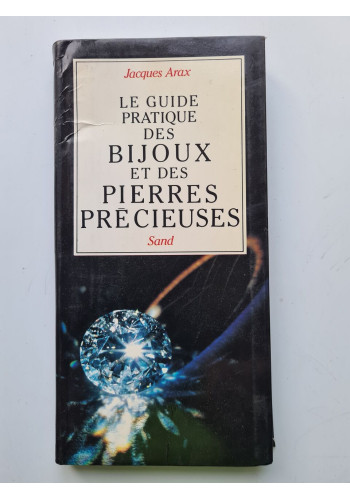 Jacques Arax
LE GUIDE
PRATIQUE
DES
BIJOUX
ET DES
PIERRES
PRÉCIEUSES
Sand